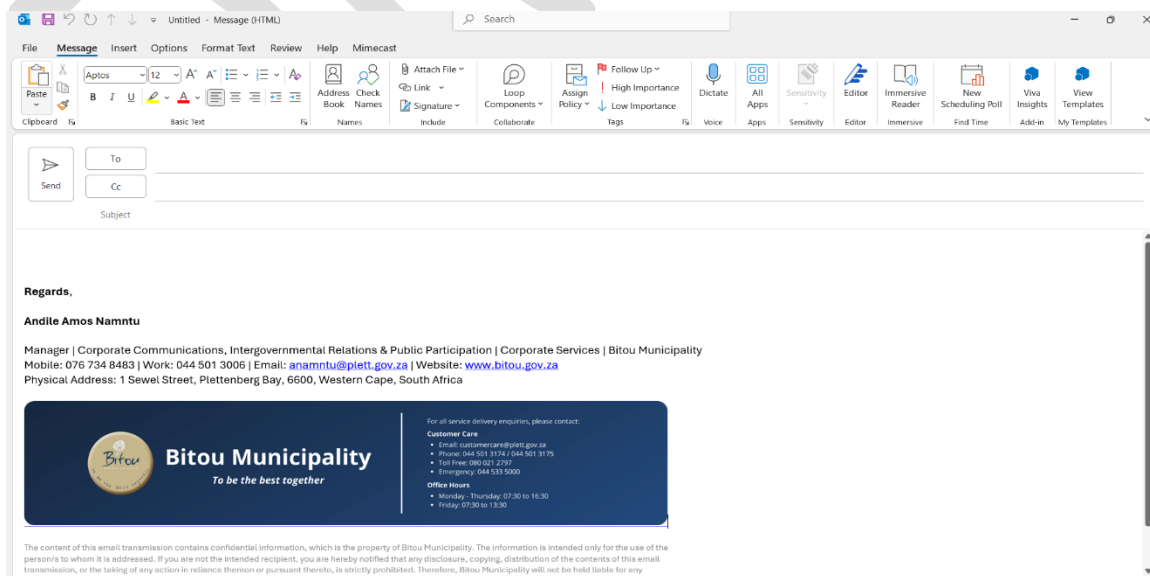 Untitled - Message (HTML)
Search
File Message Insert Options Format Text Review Help Mimecast
Paste
Aptos 12
B I U
Address Book
Check Names
Attach File
Link
Signature
Loop Components
Assign Policy
Follow Up
High Importance
Low Importance
Dictate
All Apps
Sensitivity
Editor
Immersive Reader
New Scheduling Poll
Viva Insights
View Templates
Clipboard Basic Text Names Include Collaborate Tags Voice Apps Sensitivity Editor Immersive Find Time Add-in My Templates
Send
To
Cc
Subject
Regards,
Andile Amos Namntu
Manager | Corporate Communications, Intergovernmental Relations & Public Participation | Corporate Services | Bitou Municipality
Mobile: 076 734 8483 | Work: 044 501 3006 | Email: anamntu@plett.gov.za | Website: www.bitou.gov.za
Physical Address: 1 Sewel Street, Plettenberg Bay, 6600, Western Cape, South Africa
Bitou
Bitou Municipality
To be the best together
For all service delivery enquiries, please contact:
Customer Care
• Email: customercare@plett.gov.za
• Phone: 044 501 3174 / 044 501 3175
• Toll Free: 080 021 2797
• Emergency: 044 533 5000
Office Hours
• Monday - Thursday: 07:30 to 16:30
• Friday: 07:30 to 13:30
The content of this email transmission contains confidential information, which is the property of Bitou Municipality. The information is intended only for the use of the
person/s to whom it is addressed. If you are not the intended recipient, you are hereby notified that any disclosure, copying, distribution of the contents of this email
transmission, or the taking of any action in reliance thereon or pursuant thereto, is strictly prohibited. Therefore, Bitou Municipality will not be held liable for any